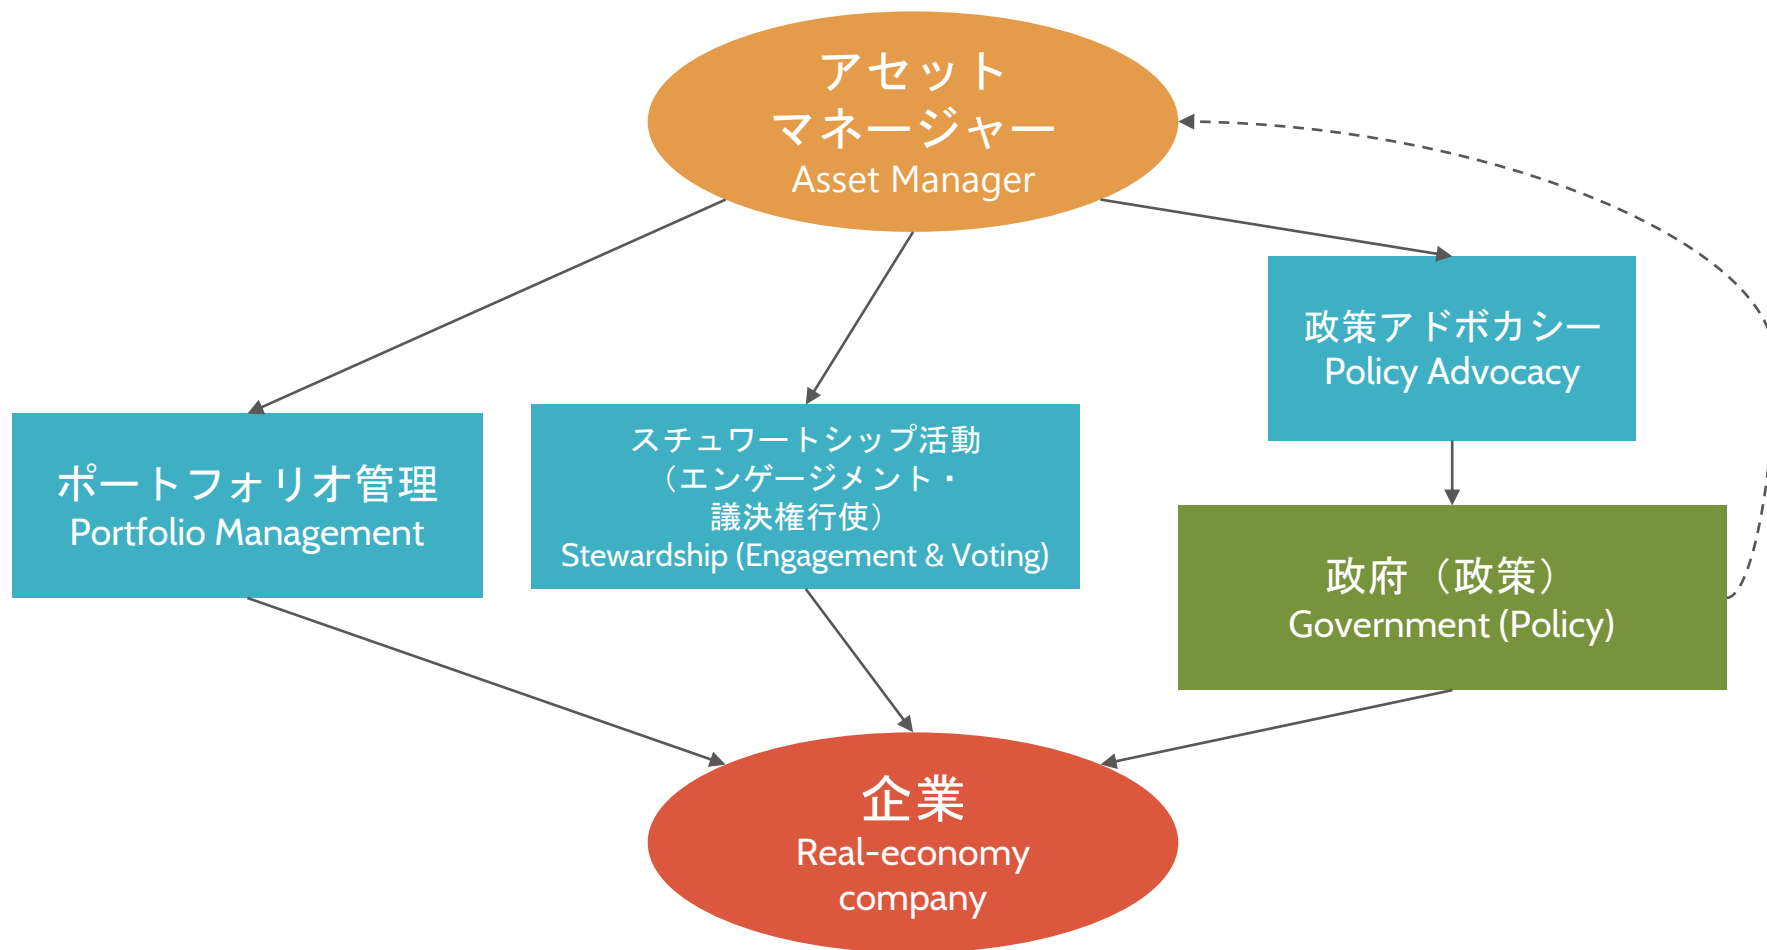 アセット
マネージャー
Asset Manager
政策アドボカシー
Policy Advocacy
ポートフォリオ管理
Portfolio Management
スチュワートシップ活動
（エンゲージメント・
議決権行使）
Stewardship (Engagement & Voting)
政府（政策）
Government (Policy)
企業
Real-economy
company